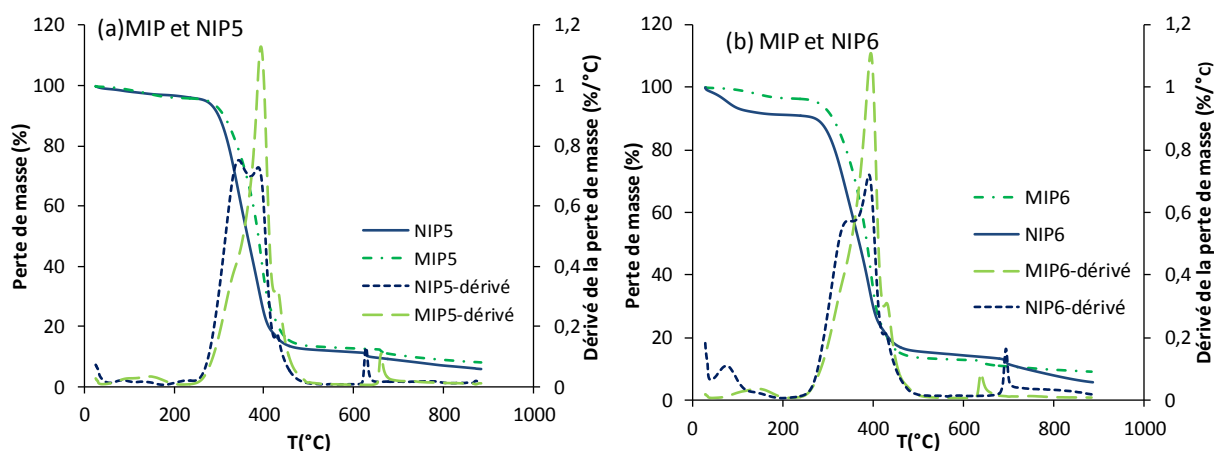 (a)MIP et NIP5
120
100
80
60
40
20
0
Perte de masse (%)
1,2
1
0,8
0,6
0,4
0,2
0
Dérivé de la perte de masse (%/°C)
0 200 400 600 800 1000
T(°C)
NIP5
MIP5
NIP5-dérivé
MIP5-dérivé
(b) MIP et NIP6
120
100
80
60
40
20
0
Perte de masse (%)
1,2
1
0,8
0,6
0,4
0,2
0
Dérivé de la perte de masse (%/°C)
0 200 400 600 800 1000
T(°C)
MIP6
NIP6
MIP6-dérivé
NIP6-dérivé